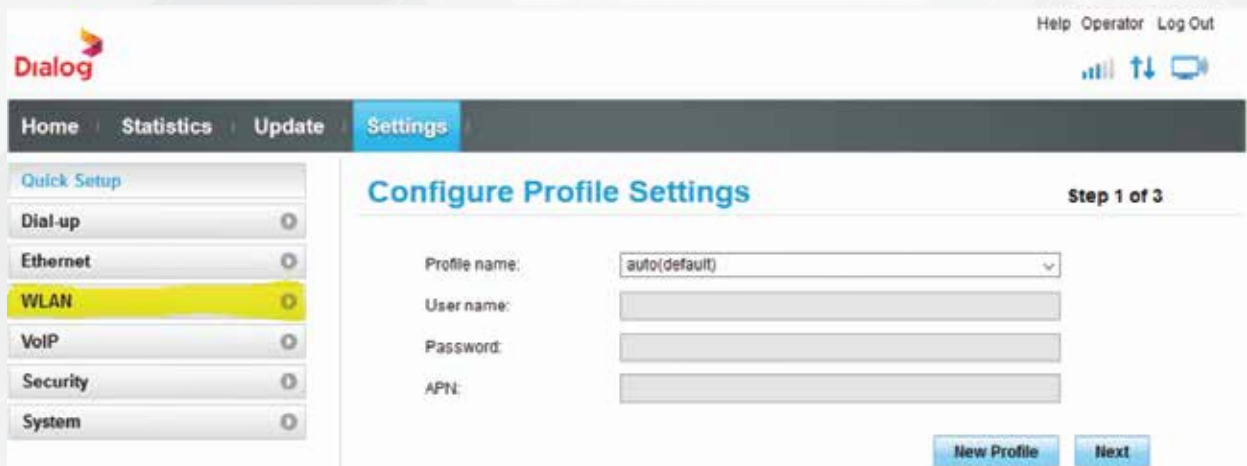 Help Operator Log Out
Dialog
Home Statistics Update Settings
Quick Setup
Dial-up
Ethernet
WLAN
VoIP
Security
System
Configure Profile Settings
Step 1 of 3
Profile name: auto(default)
User name:
Password:
APN:
New Profile Next